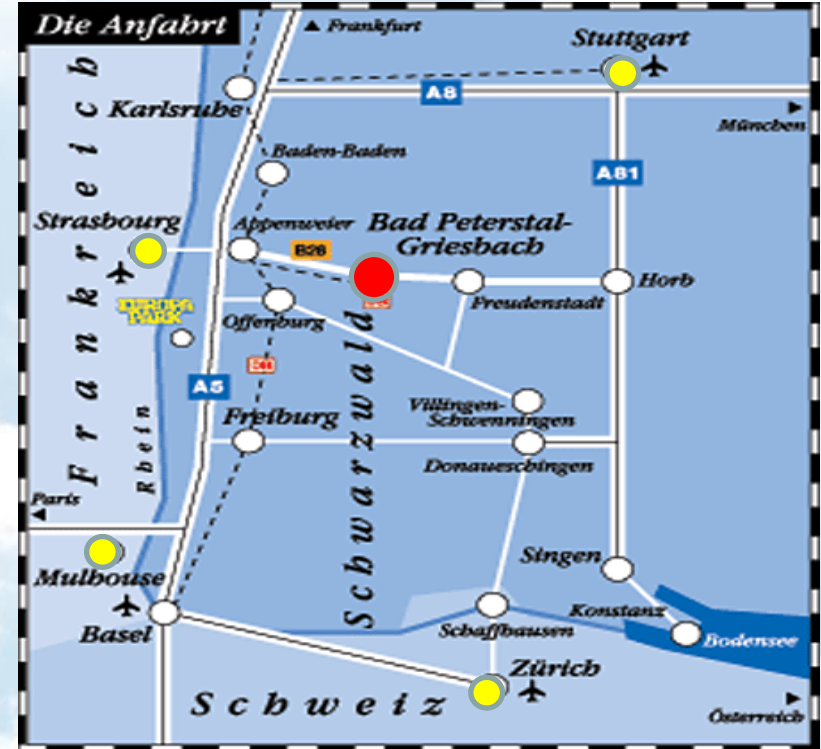 Die Anfahrt
Frankfurt
Stuttgart
A8
Karlsruhe
München
Baden-Baden
A81
Strasbourg
Appenweier
Bad Peterstal-
Griesbach
B28
Horb
EUROPA
PARK
Offenburg
Freudenstadt
A5
Frankreich
Rhein
Schwarzwald
Villingen-
Schwenningen
Freiburg
Donaueschingen
Paris
Mulhouse
Singen
Basel
Schaffhausen
Konstanz
Bodensee
Zürich
Schweiz
Österreich